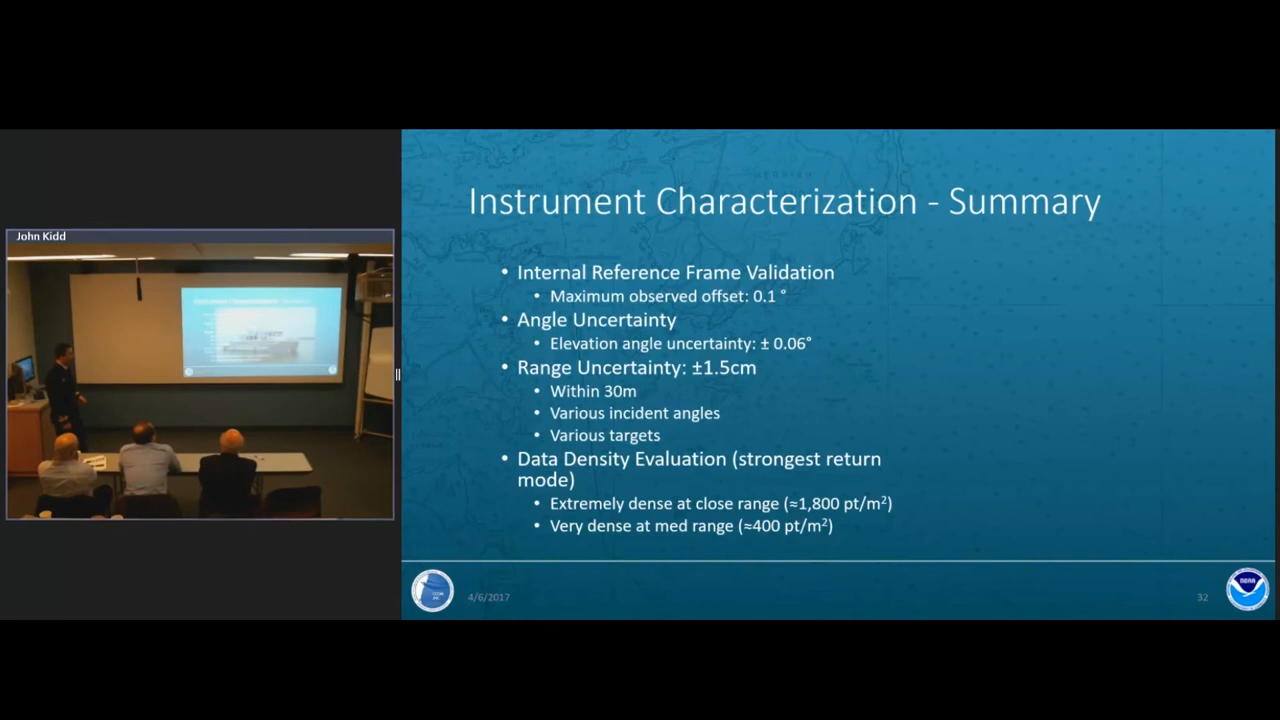 John Kidd
Instrument Characterization - Summary
• Internal Reference Frame Validation
• Maximum observed offset: 0.1 °
• Angle Uncertainty
• Elevation angle uncertainty: ± 0.06°
• Range Uncertainty: ±1.5cm
• Within 30m
• Various incident angles
• Various targets
• Data Density Evaluation (strongest return
mode)
• Extremely dense at close range (≈1,800 pt/m²)
• Very dense at med range (≈400 pt/m²)
4/6/2017
32
NOAA